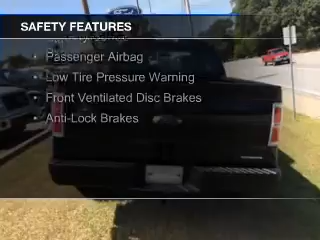 SAFETY FEATURES
• Passenger Airbag
• Low Tire Pressure Warning
• Front Ventilated Disc Brakes
• Anti-Lock Brakes